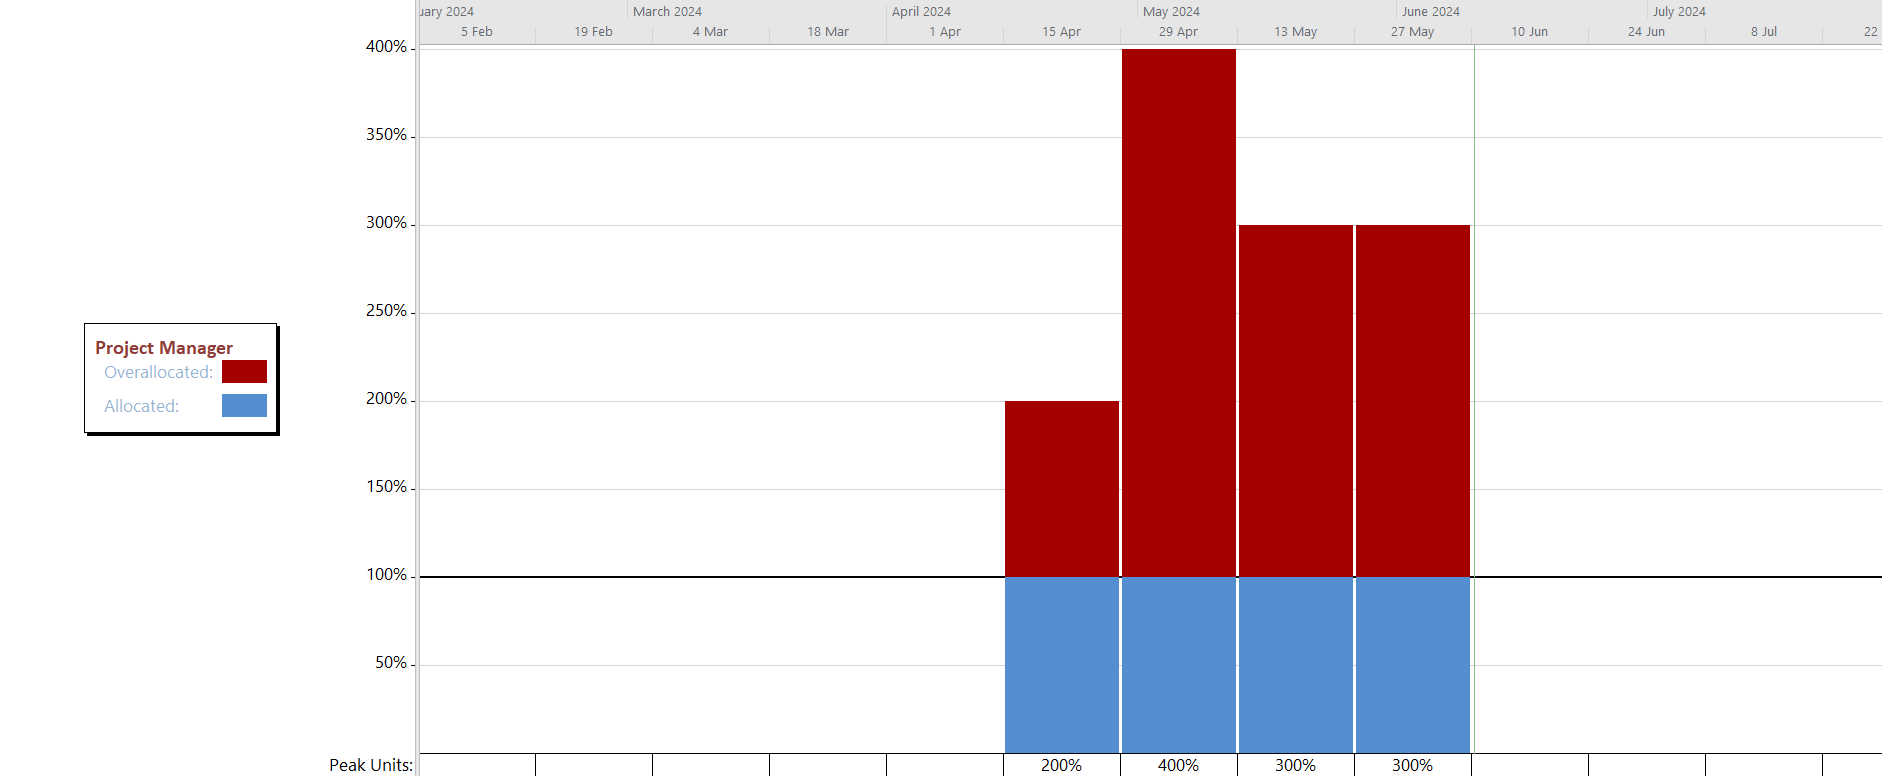 uary 2024 March 2024 April 2024 May 2024 June 2024 July 2024
5 Feb 19 Feb 4 Mar 18 Mar 1 Apr 15 Apr 29 Apr 13 May 27 May 10 Jun 24 Jun 8 Jul 22
400%
350%
300%
250%
200%
150%
100%
50%
Project Manager
Overallocated:
Allocated:
Peak Units: 200% 400% 300% 300%